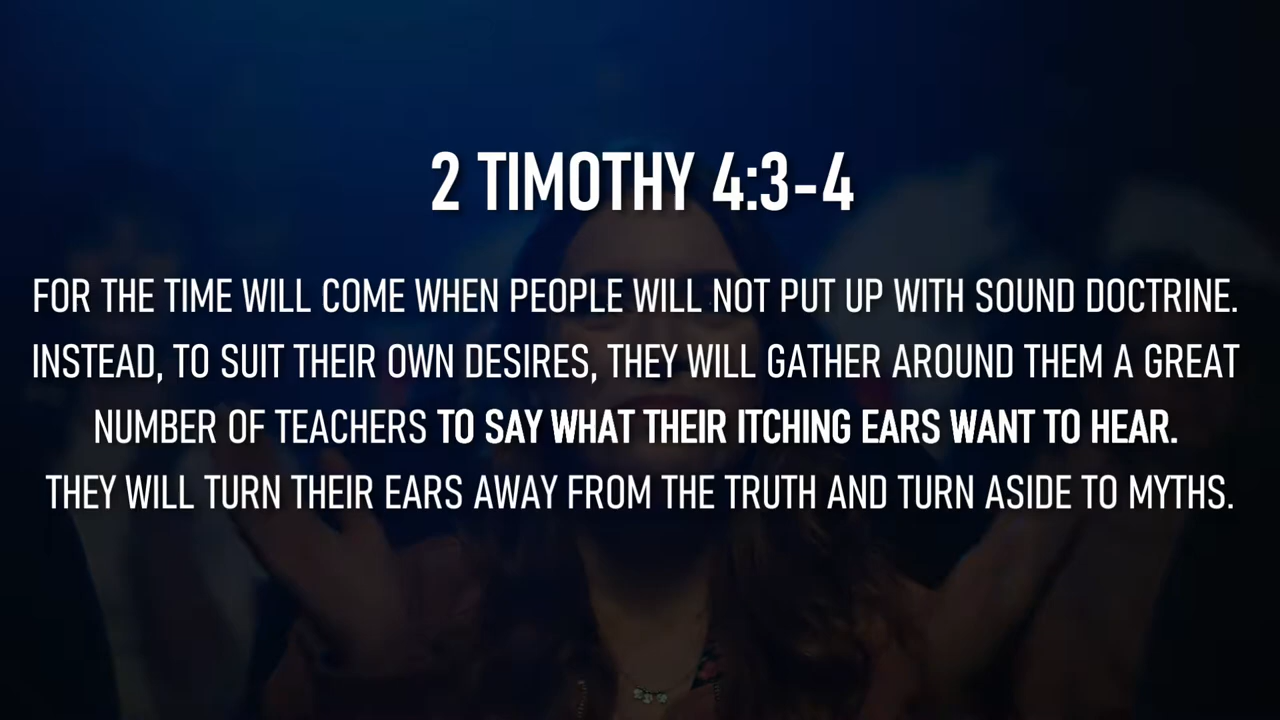 2 TIMOTHY 4:3-4
FOR THE TIME WILL COME WHEN PEOPLE WILL NOT PUT UP WITH SOUND DOCTRINE.
INSTEAD, TO SUIT THEIR OWN DESIRES, THEY WILL GATHER AROUND THEM A GREAT
NUMBER OF TEACHERS TO SAY WHAT THEIR ITCHING EARS WANT TO HEAR.
THEY WILL TURN THEIR EARS AWAY FROM THE TRUTH AND TURN ASIDE TO MYTHS.